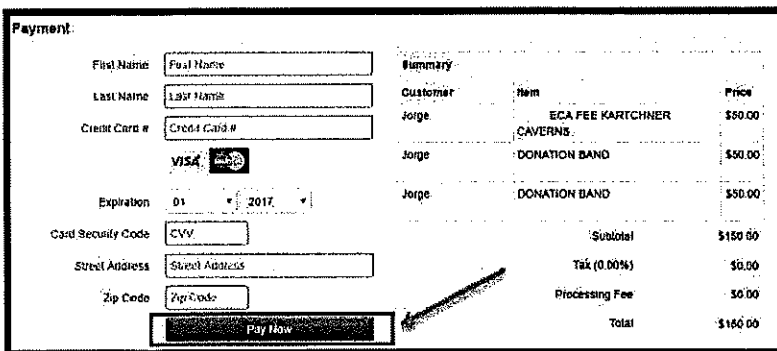 Payment
First Name First Name
Last Name Last Name
Credit Card # Credit Card #
VISA
Expiration 01 2017
Card Security Code CVV
Street Address Street Address
Zip Code Zip Code
Pay Now
Summary
Customer Item Price
Jorge ECA FEE KARTCHNER $50.00
CAVERNS
Jorge DONATION BAND $50.00
Jorge DONATION BAND $50.00
Subtotal $150.00
Tax (0.00%) $0.00
Processing Fee $0.00
Total $150.00